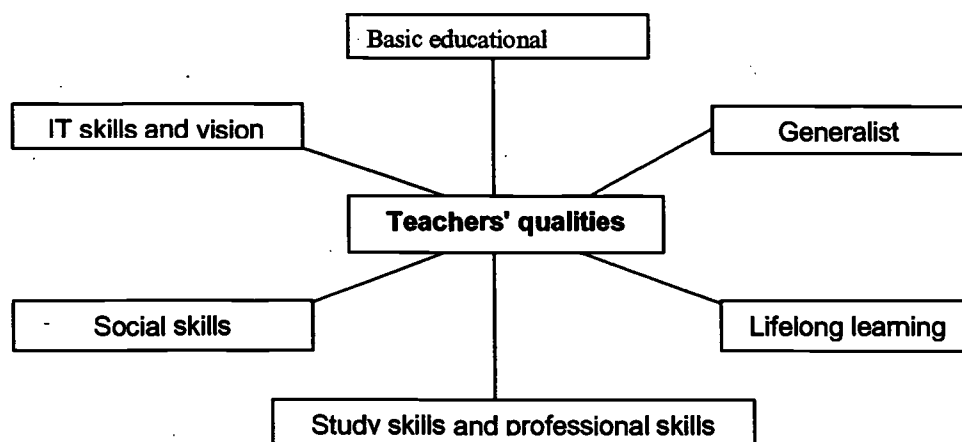 Basic educational
IT skills and vision
Generalist
Teachers' qualities
Social skills
Lifelong learning
Study skills and professional skills